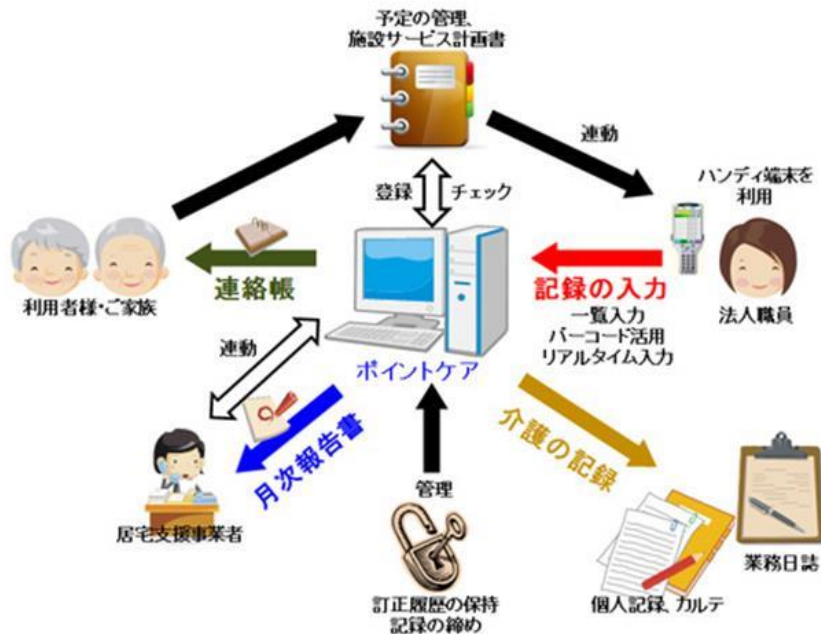 予定の管理、
施設サービス計画書
連動
ハンディ端末を
利用
登録
チェック
連絡帳
記録の入力
利用者様・ご家族
一覧入力
バーコード活用
リアルタイム入力
法人職員
連動
ポイントケア
月次報告書
介護の記録
管理
居宅支援事業者
業務日誌
訂正履歴の保持
記録の締め
個人記録、カルテ